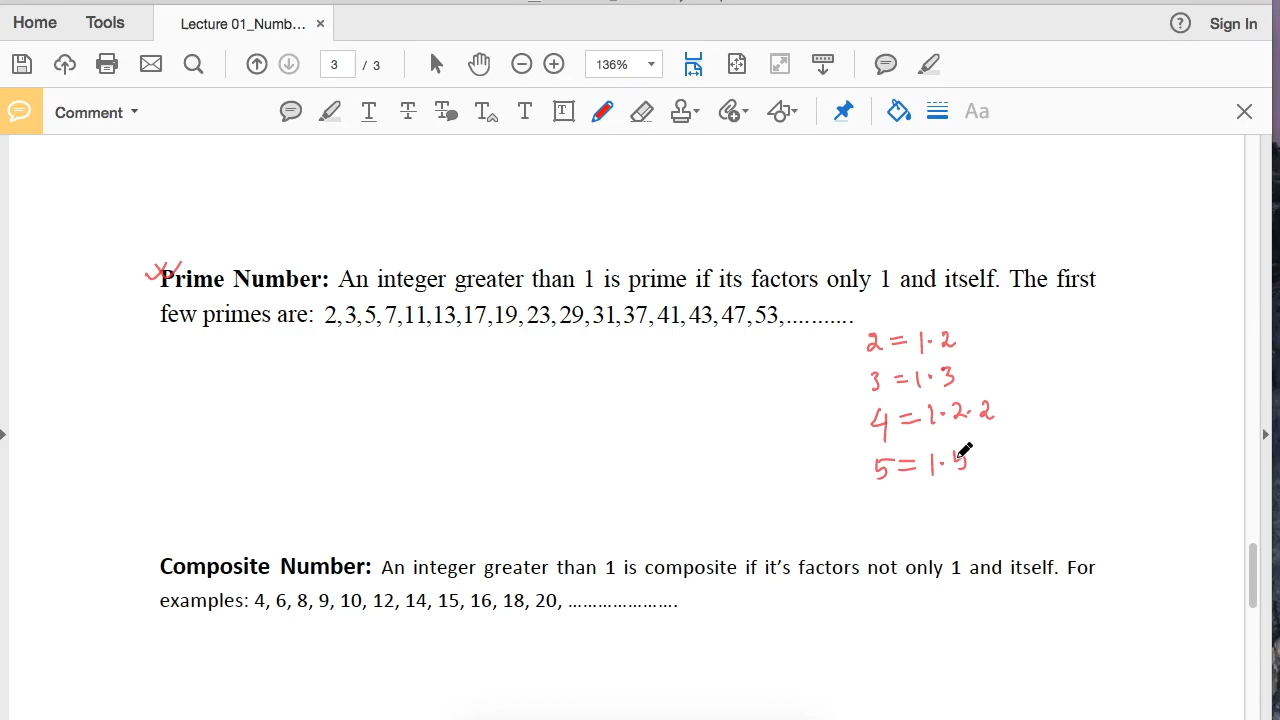 Home Tools Lecture 01_Numb... × Sign In
3 / 3 136%
Comment Aa
Prime Number: An integer greater than 1 is prime if its factors only 1 and itself. The first
few primes are: 2,3,5,7,11,13,17,19,23,29,31,37,41,43,47,53,...........
2 = 1·2
3 = 1·3
4 = 1·2·2
5 = 1·5
Composite Number: An integer greater than 1 is composite if it’s factors not only 1 and itself. For
examples: 4, 6, 8, 9, 10, 12, 14, 15, 16, 18, 20, .....................